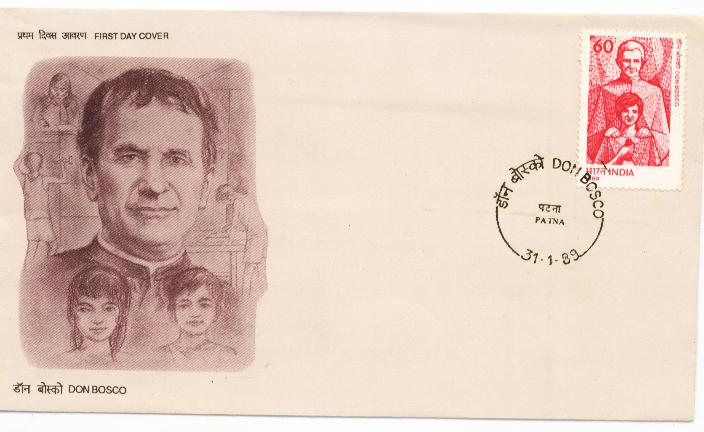 प्रथम दिवस आवरण FIRST DAY COVER
60
डॉन बोस्को DON BOSCO
भारत INDIA
डॉन बोस्को DON BOSCO
पटना
PATNA
31-1-89
डॉन बोस्को DON BOSCO